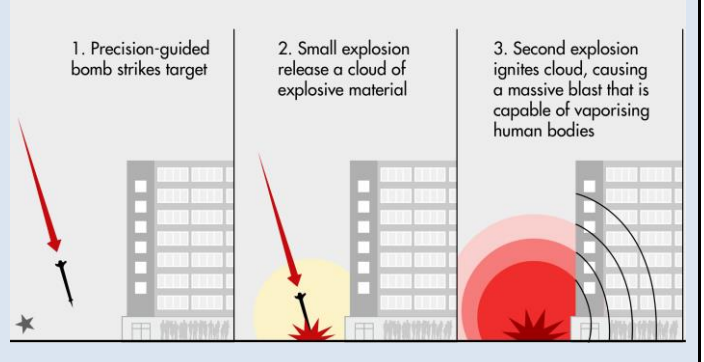 1. Precision-guided
bomb strikes target
2. Small explosion
release a cloud of
explosive material
3. Second explosion
ignites cloud, causing
a massive blast that is
capable of vaporising
human bodies